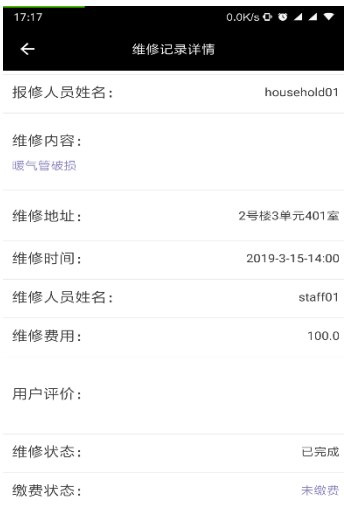 17:17 0.0K/s
维修记录详情
报修人员姓名： household01
维修内容：
暖气管破损
维修地址： 2号楼3单元401室
维修时间： 2019-3-15-14:00
维修人员姓名： staff01
维修费用： 100.0
用户评价：
维修状态： 已完成
缴费状态： 未缴费